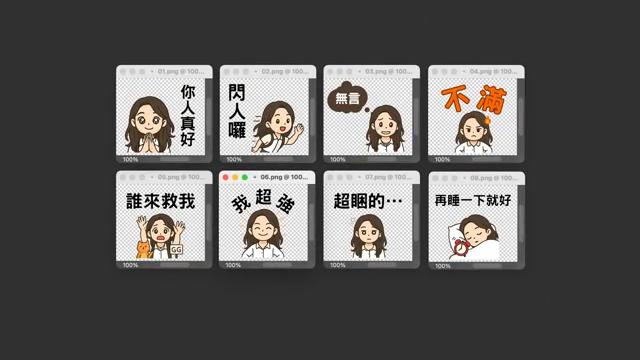 01.png @ 100...
你人真好
100%
02.png @ 100...
閃人囉
100%
03.png @ 100...
無言
100%
04.png @ 100...
不滿
100%
05.png @ 100...
誰來救我
GG
100%
06.png @ 100...
我超強
100%
07.png @ 100...
超睏的⋯
100%
08.png @ 100...
再睡一下就好
100%